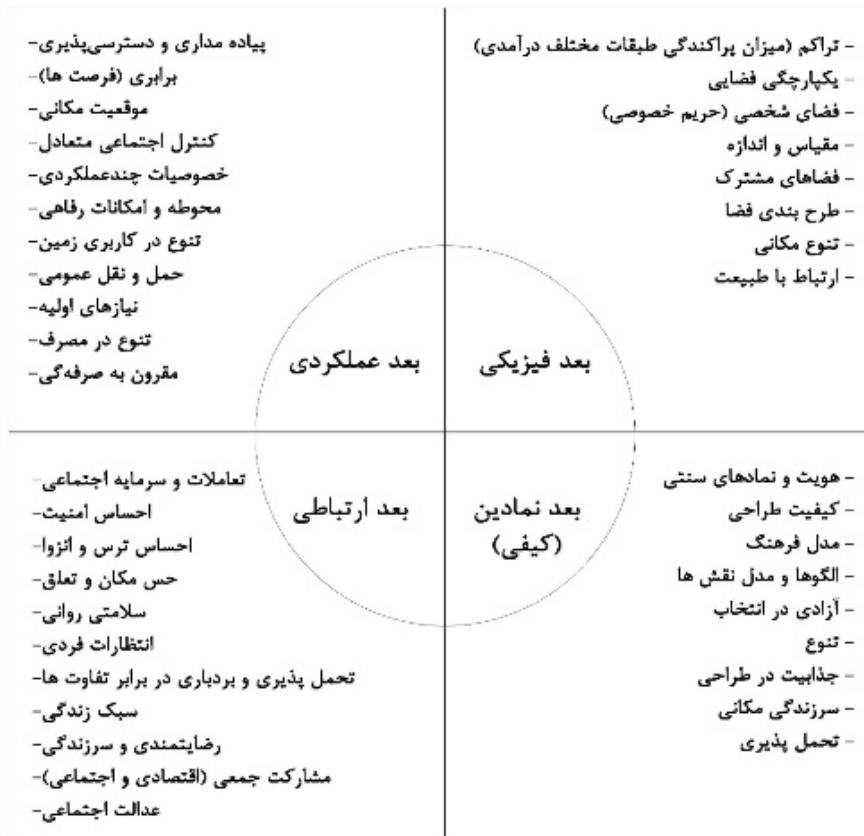 - تراکم (میزان پراکندگی طبقات مختلف درآمدی)
- یکپارچگی فضایی
- فضای شخصی (حریم خصوصی)
- مقیاس و اندازه
- فضاهای مشترک
- طرح بندی فضا
- تنوع مکانی
- ارتباط با طبیعت
بعد فیزیکی
پیاده مداری و دسترسی‌پذیری-
برابری (فرصت ها)-
موقعیت مکانی-
کنترل اجتماعی متعادل-
خصوصیات چندعملکردی-
محوطه و امکانات رفاهی-
تنوع در کاربری زمین-
حمل و نقل عمومی-
نیازهای اولیه-
تنوع در مصرف-
مقرون به صرفه‌گی-
بعد عملکردی
- هویت و نمادهای سنتی
- کیفیت طراحی
- مدل فرهنگ
- الگوها و مدل نقش ها
- آزادی در انتخاب
- تنوع
- جذابیت در طراحی
- سرزندگی مکانی
- تحمل پذیری
بعد نمادین
(کیفی)
تعاملات و سرمایه اجتماعی-
احساس امنیت-
احساس ترس و انزوا-
حس مکان و تعلق-
سلامتی روانی-
انتظارات فردی-
تحمل پذیری و بردباری در برابر تفاوت ها-
سبک زندگی-
رضایتمندی و سرزندگی-
مشارکت جمعی (اقتصادی و اجتماعی)-
عدالت اجتماعی-
بعد ارتباطی